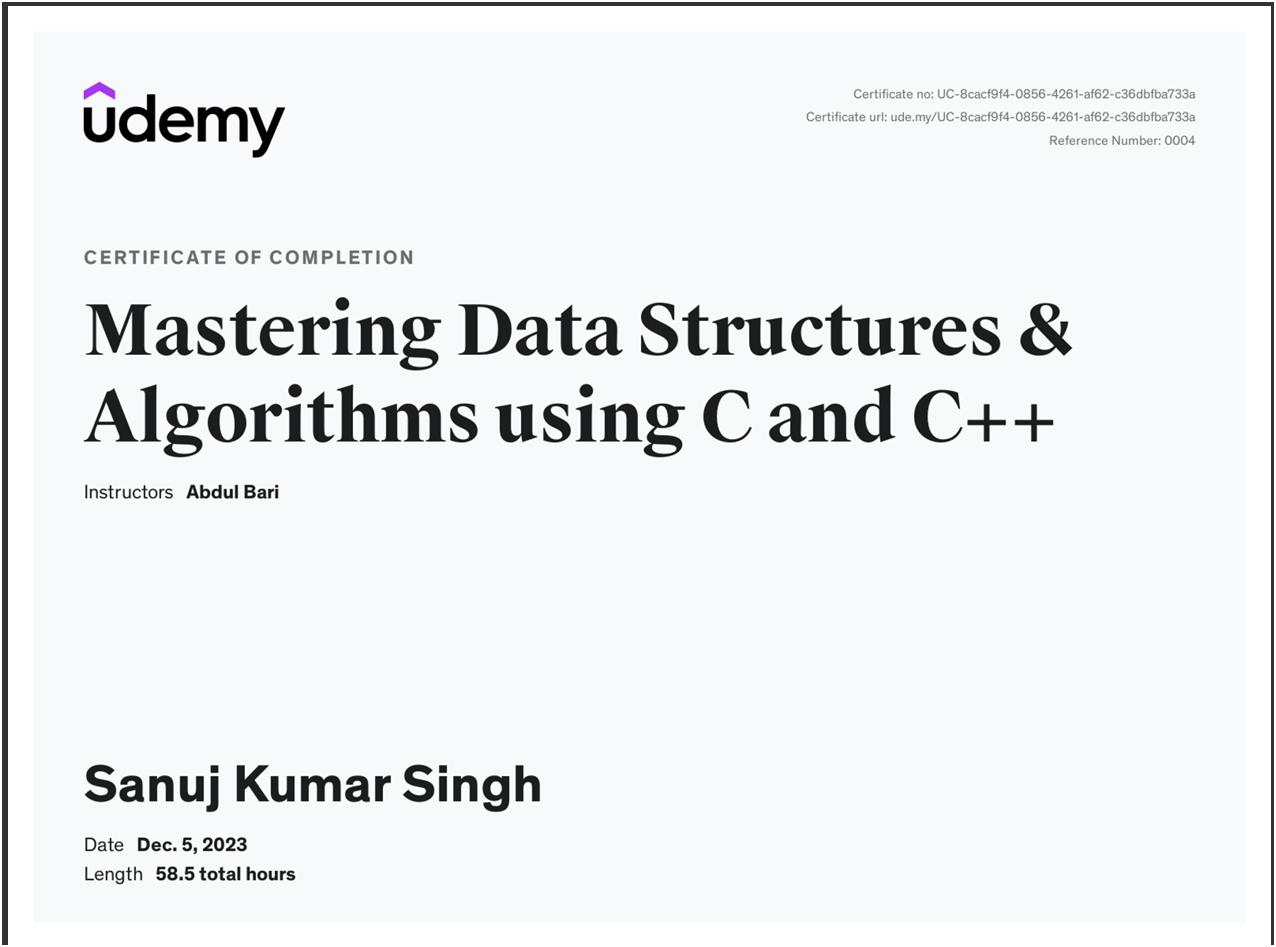 udemy
Certificate no: UC-8cacf9f4-0856-4261-af62-c36dbfba733a
Certificate url: ude.my/UC-8cacf9f4-0856-4261-af62-c36dbfba733a
Reference Number: 0004
CERTIFICATE OF COMPLETION
Mastering Data Structures &
Algorithms using C and C++
Instructors Abdul Bari
Sanuj Kumar Singh
Date Dec. 5, 2023
Length 58.5 total hours